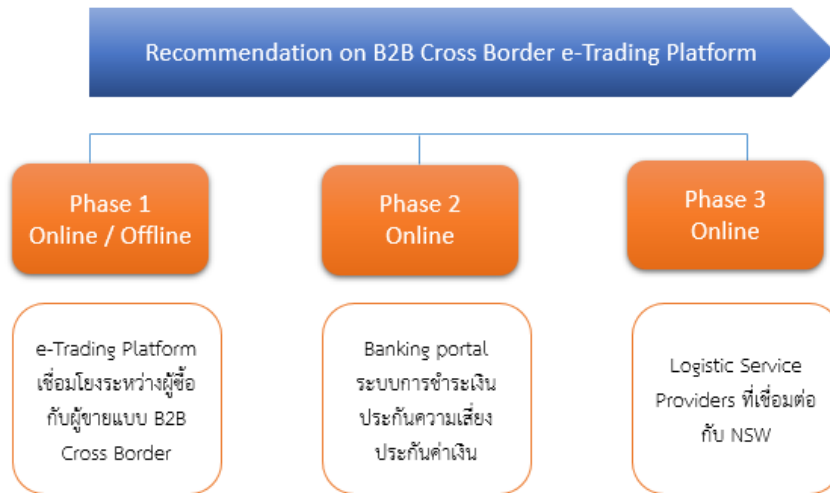 Recommendation on B2B Cross Border e-Trading Platform
Phase 1
Online / Offline
Phase 2
Online
Phase 3
Online
e-Trading Platform
เชื่อมโยงระหว่างผู้ซื้อ
กับผู้ขายแบบ B2B
Cross Border
Banking portal
ระบบการชำระเงิน
ประกันความเสี่ยง
ประกันค่าเงิน
Logistic Service
Providers ที่เชื่อมต่อ
กับ NSW